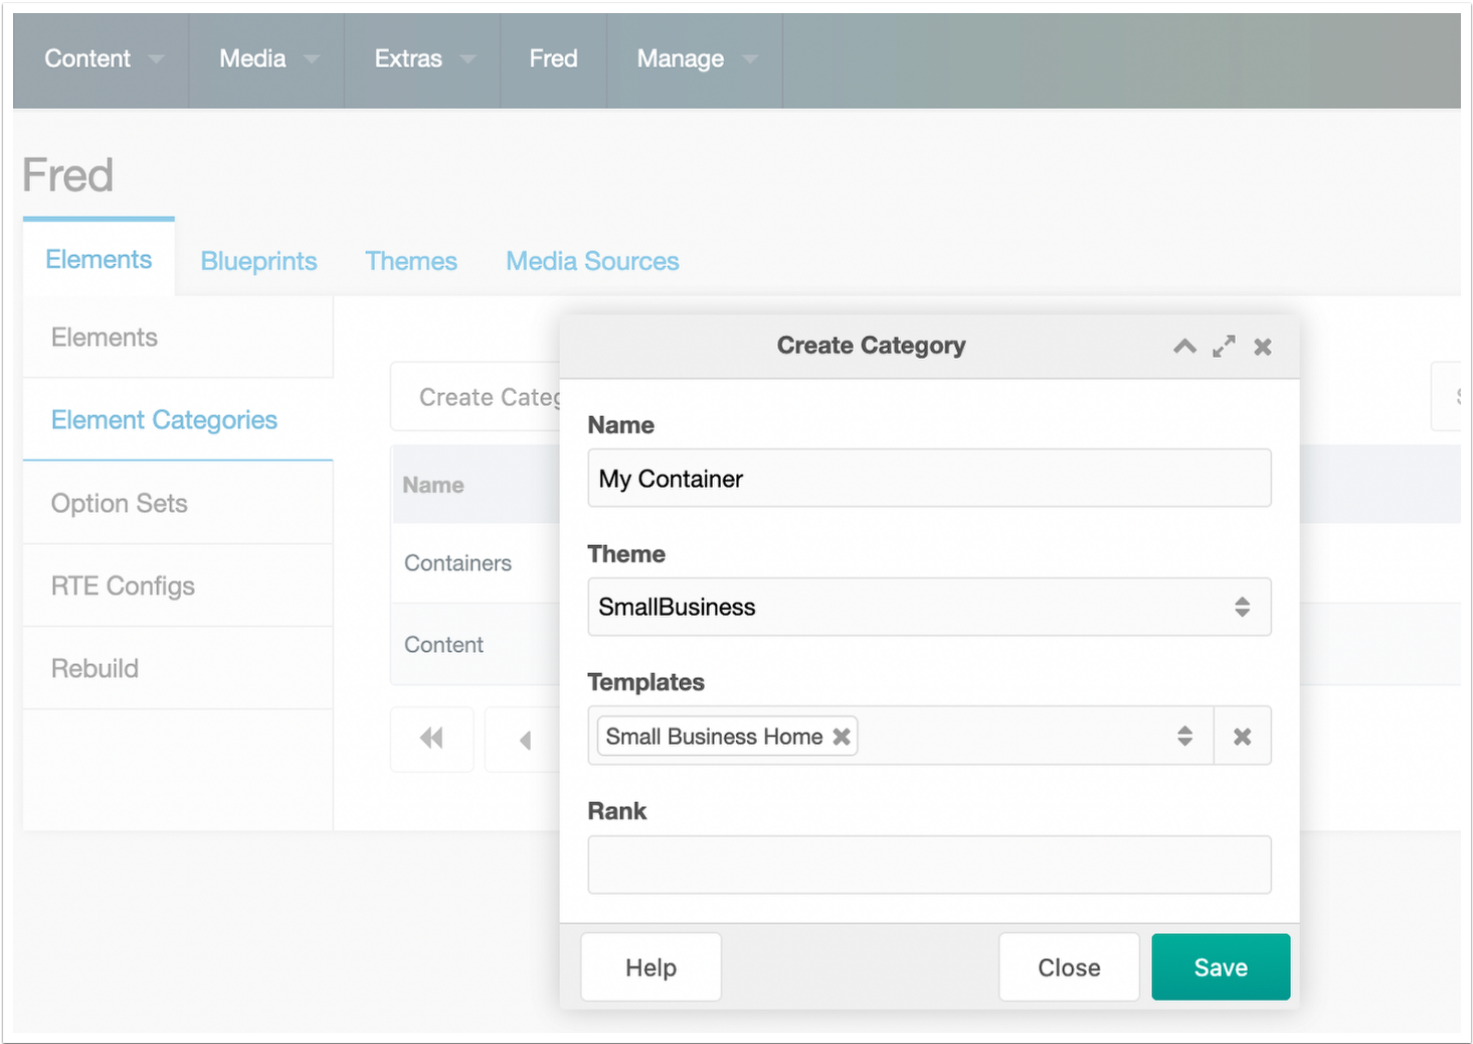 Content
Media
Extras
Fred
Manage
Fred
Elements
Blueprints
Themes
Media Sources
Elements
Element Categories
Option Sets
RTE Configs
Rebuild
Create
Name
Containers
Content
Create Category
Name
My Container
Theme
SmallBusiness
Templates
Small Business Home
Rank
Help
Close
Save